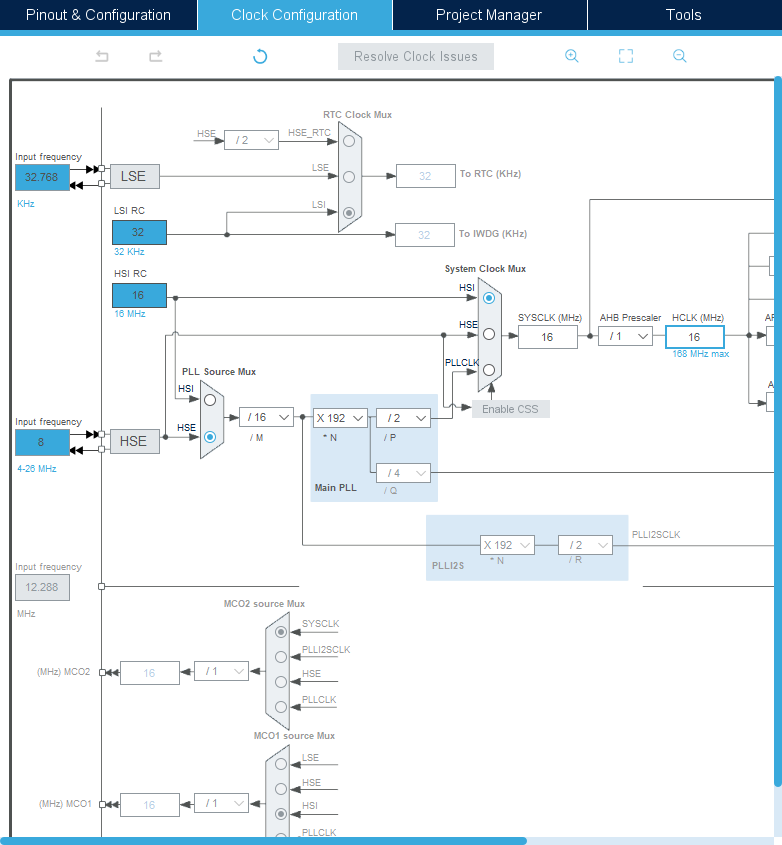 Pinout & Configuration Clock Configuration Project Manager Tools
Resolve Clock Issues
RTC Clock Mux
HSE / 2 HSE_RTC
Input frequency
32.768 LSE LSE 32 To RTC (KHz)
KHz
LSI RC LSI
32 32 To IWDG (KHz)
32 KHz
HSI RC System Clock Mux
HSI
16
16 MHz SYSCLK (MHz) AHB Prescaler HCLK (MHz)
HSE
16 / 1 16
168 MHz max
PLLCLK
PLL Source Mux
HSI
Enable CSS
Input frequency
HSE / 16 X 192 / 2
8 HSE / M * N / P
4-26 MHz
/ 4
Main PLL / Q
PLLI2SCLK
X 192 / 2
PLLI2S * N / R
Input frequency
12.288
MHz
MCO2 source Mux
SYSCLK
PLLI2SCLK
(MHz) MCO2 16 / 1 HSE
PLLCLK
MCO1 source Mux
LSE
HSE
(MHz) MCO1 16 / 1 HSI
PLLCLK